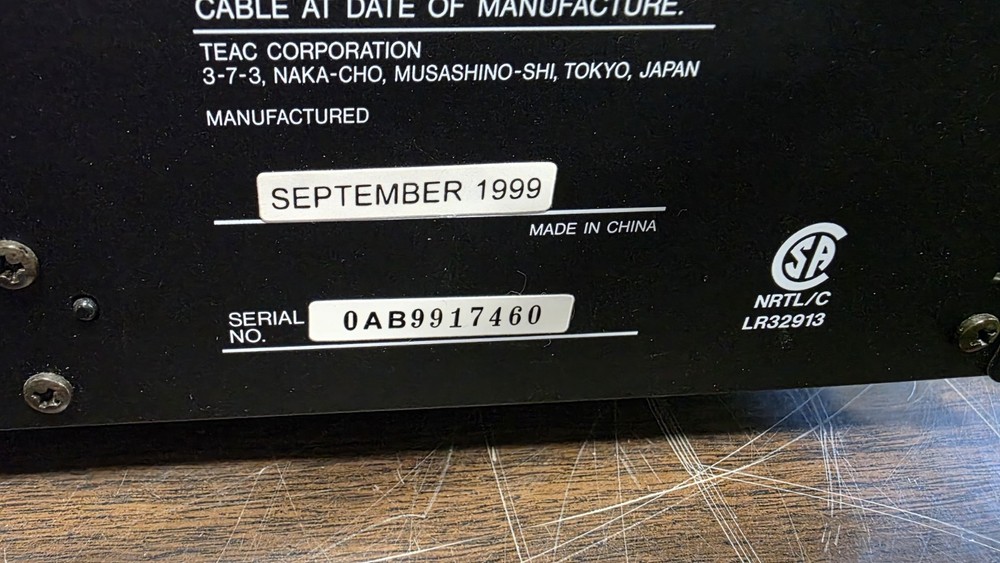 CABLE AT DATE OF MANUFACTURE.
TEAC CORPORATION
3-7-3, NAKA-CHO, MUSASHINO-SHI, TOKYO, JAPAN
MANUFACTURED
SEPTEMBER 1999
MADE IN CHINA
SERIAL
NO.
0AB9917460
SA
NRTL/C
LR32913